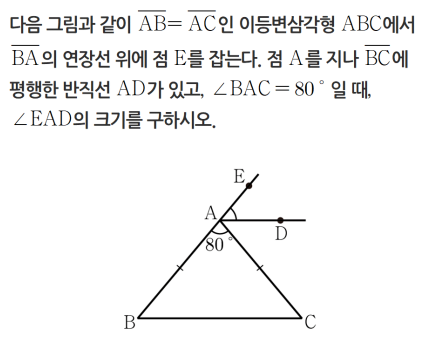 다음 그림과 같이 AB= AC인 이등변삼각형 ABC에서
BA의 연장선 위에 점 E를 잡는다. 점 A를 지나 BC에
평행한 반직선 AD가 있고, ∠BAC = 80° 일 때,
∠EAD의 크기를 구하시오.
E
A
D
80°
B
C